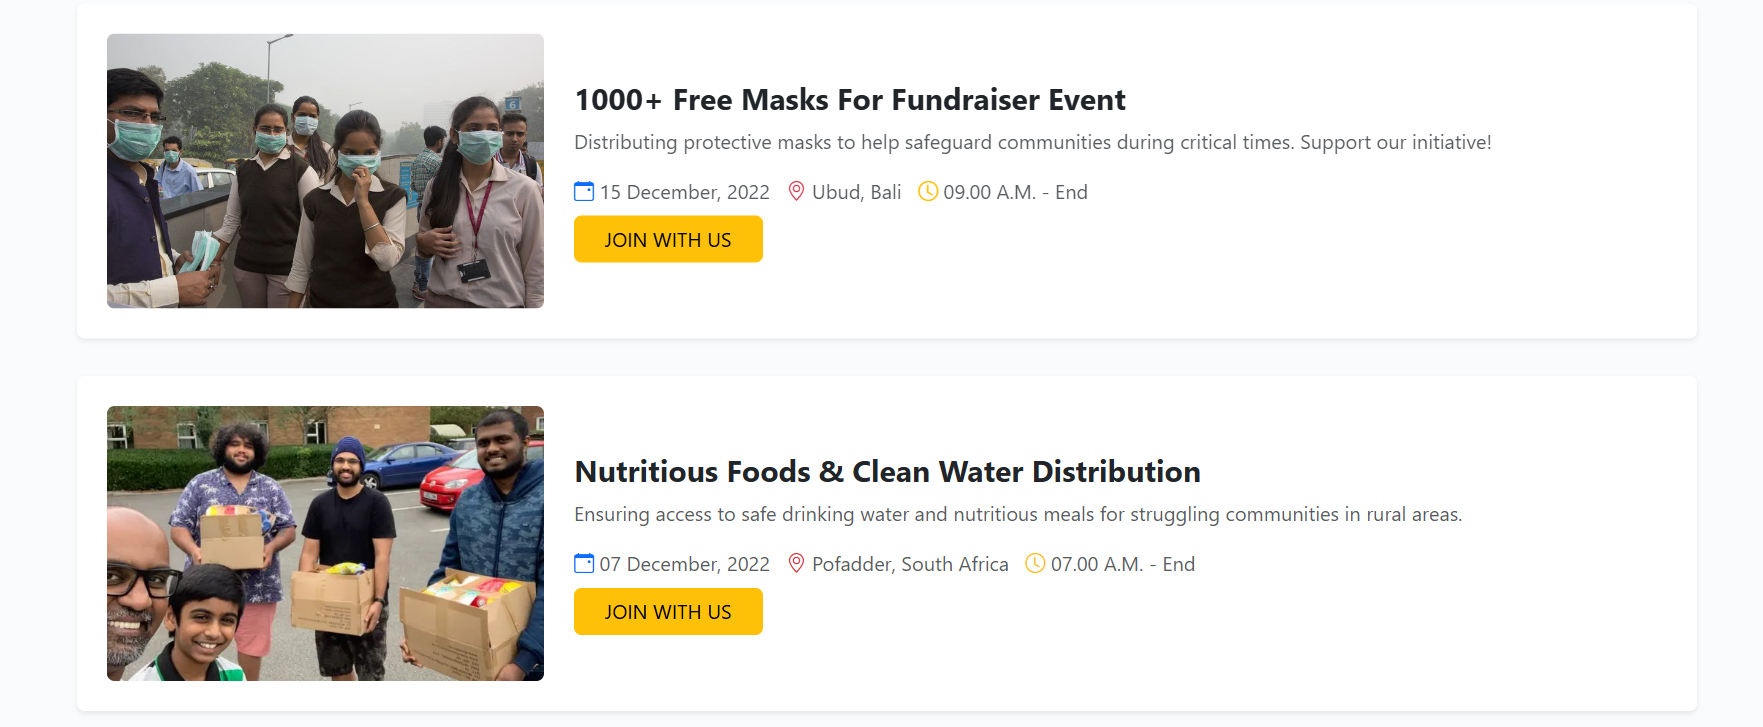 1000+ Free Masks For Fundraiser Event
Distributing protective masks to help safeguard communities during critical times. Support our initiative!
15 December, 2022 Ubud, Bali 09.00 A.M. - End
JOIN WITH US
6
Nutritious Foods & Clean Water Distribution
Ensuring access to safe drinking water and nutritious meals for struggling communities in rural areas.
07 December, 2022 Pofadder, South Africa 07.00 A.M. - End
JOIN WITH US